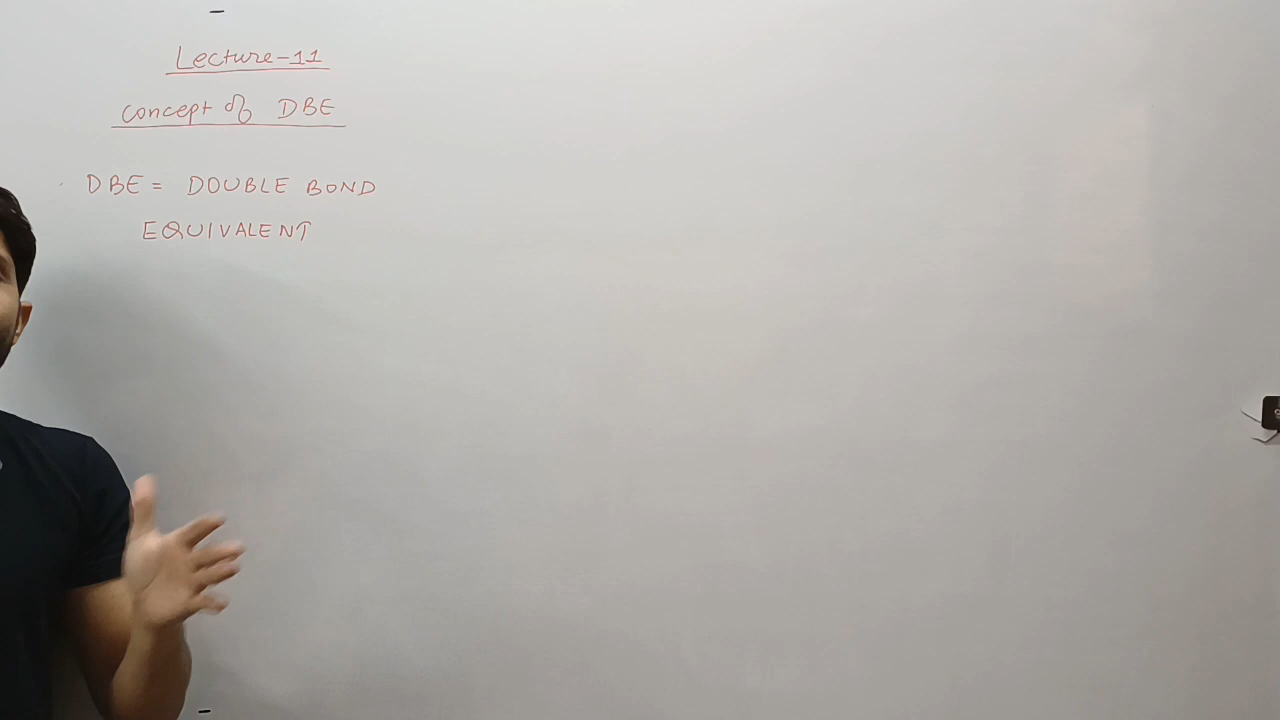 Lecture-11
Concept of DBE
DBE = DOUBLE BOND
EQUIVALENT